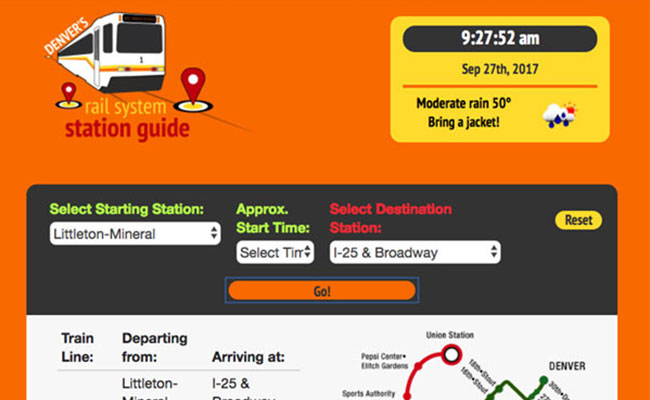 DENVER'S
1
rail system
station guide
9:27:52 am
Sep 27th, 2017
Moderate rain 50°
Bring a jacket!
Select Starting Station:
Littleton-Mineral
Approx.
Start Time:
Select Tim
Select Destination
Station:
I-25 & Broadway
Reset
Go!
Train
Line:
Departing
from:
Arriving at:
Littleton-
Mineral
I-25 &
Broadway
Union Station
Pepsi Center•
Elitch Gardens
Sports Authority
18th•Stout
16th•Stout
DENVER
30th•
27